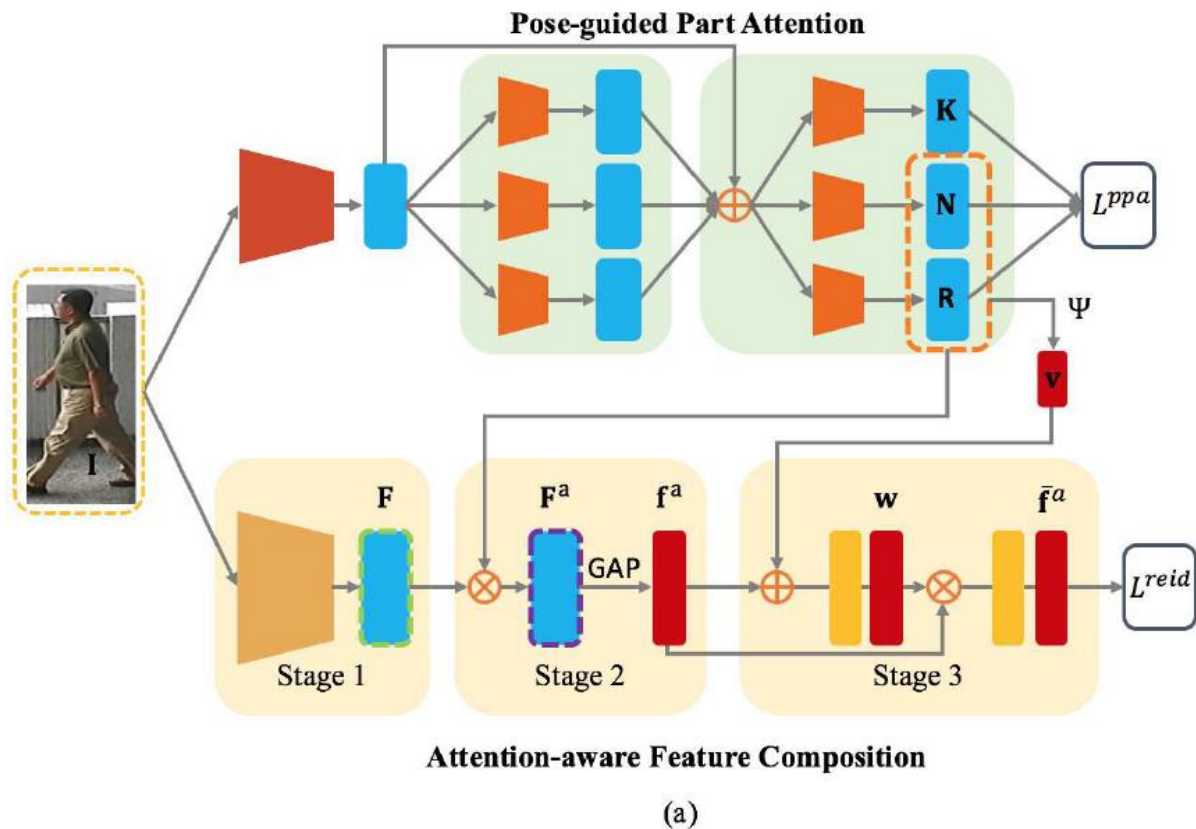 Pose-guided Part Attention
K
N
L^{ppa}
R
Ψ
v
I
F
F^a
f^a
w
f̄^a
GAP
L^{reid}
Stage 1
Stage 2
Stage 3
Attention-aware Feature Composition
(a)